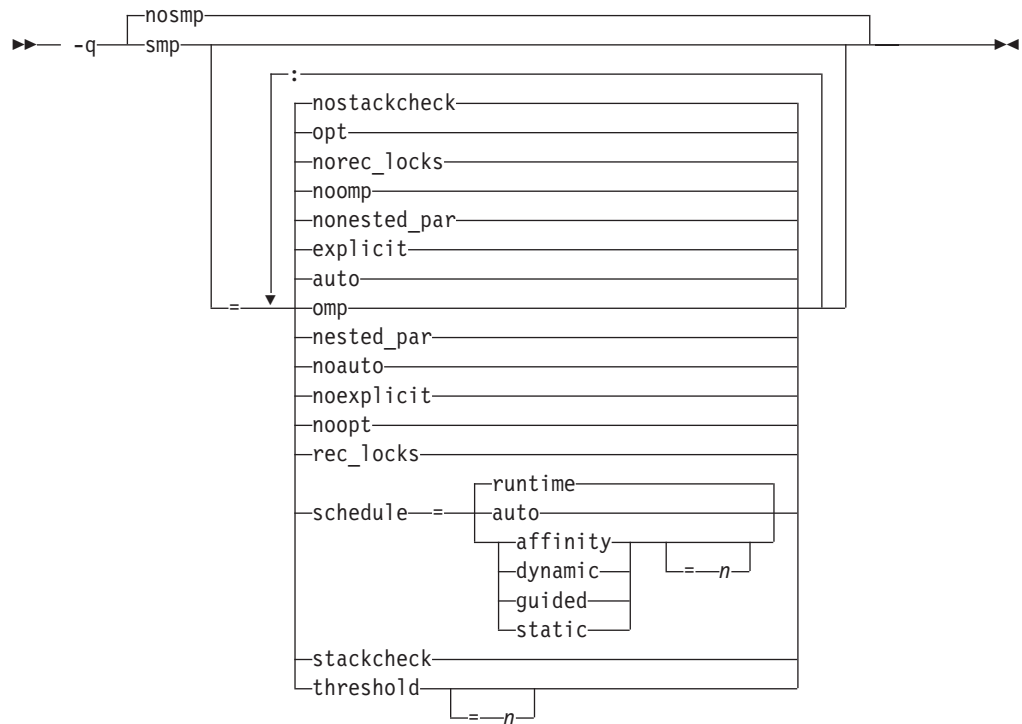 nosmp
-q smp
:
nostackcheck
opt
norec_locks
noomp
nonested_par
explicit
auto
= omp
nested_par
noauto
noexplicit
noopt
rec_locks
runtime
schedule = auto
affinity
dynamic = n
guided
static
stackcheck
threshold
= n